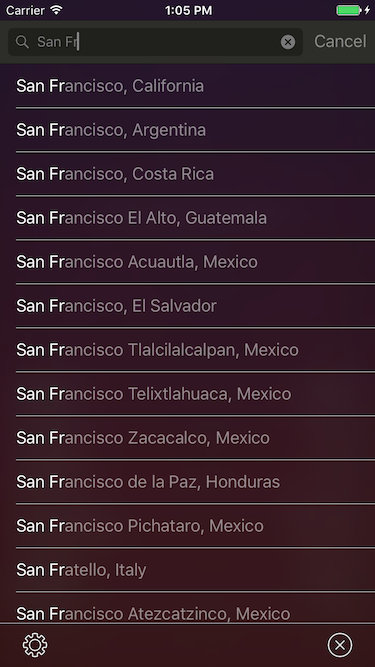 Carrier 1:05 PM
San Fr Cancel
San Francisco, California
San Francisco, Argentina
San Francisco, Costa Rica
San Francisco El Alto, Guatemala
San Francisco Acuautla, Mexico
San Francisco, El Salvador
San Francisco Tlalcilalcalpan, Mexico
San Francisco Telixtlahuaca, Mexico
San Francisco Zacacalco, Mexico
San Francisco de la Paz, Honduras
San Francisco Pichataro, Mexico
San Fratello, Italy
San Francisco Atezcatzinco, Mexico